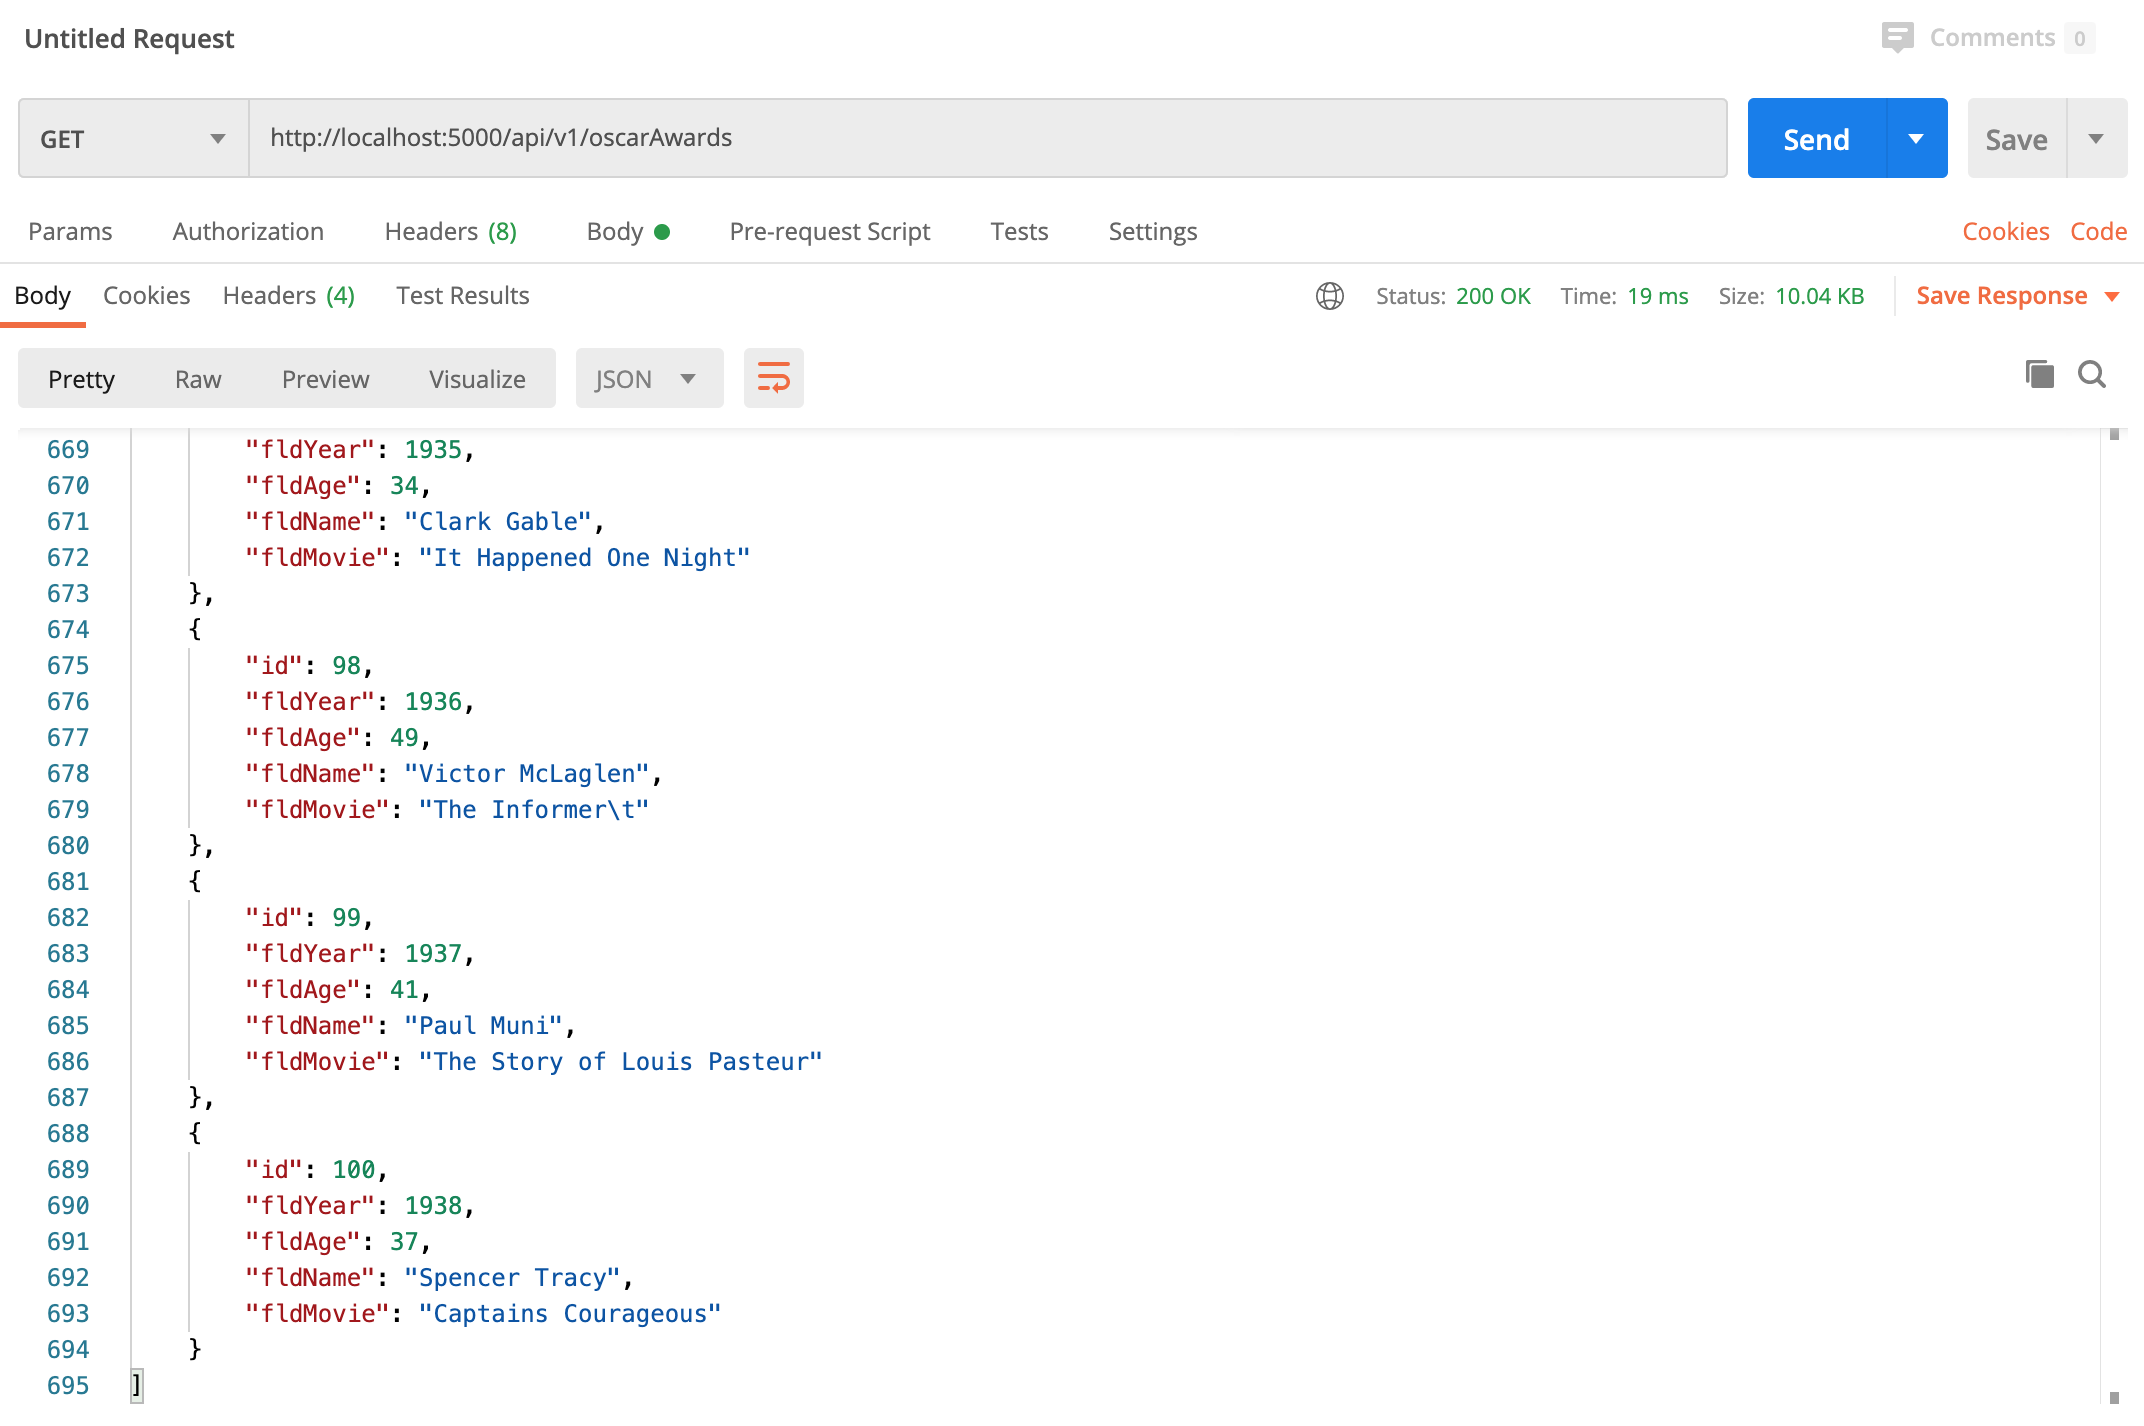 Untitled Request
Comments 0
GET http://localhost:5000/api/v1/oscarAwards Send Save
Params Authorization Headers (8) Body Pre-request Script Tests Settings Cookies Code
Body Cookies Headers (4) Test Results Status: 200 OK Time: 19 ms Size: 10.04 KB Save Response
Pretty Raw Preview Visualize JSON
669 "fldYear": 1935,
670 "fldAge": 34,
671 "fldName": "Clark Gable",
672 "fldMovie": "It Happened One Night"
673 },
674 {
675 "id": 98,
676 "fldYear": 1936,
677 "fldAge": 49,
678 "fldName": "Victor McLaglen",
679 "fldMovie": "The Informer\t"
680 },
681 {
682 "id": 99,
683 "fldYear": 1937,
684 "fldAge": 41,
685 "fldName": "Paul Muni",
686 "fldMovie": "The Story of Louis Pasteur"
687 },
688 {
689 "id": 100,
690 "fldYear": 1938,
691 "fldAge": 37,
692 "fldName": "Spencer Tracy",
693 "fldMovie": "Captains Courageous"
694 }
695 ]